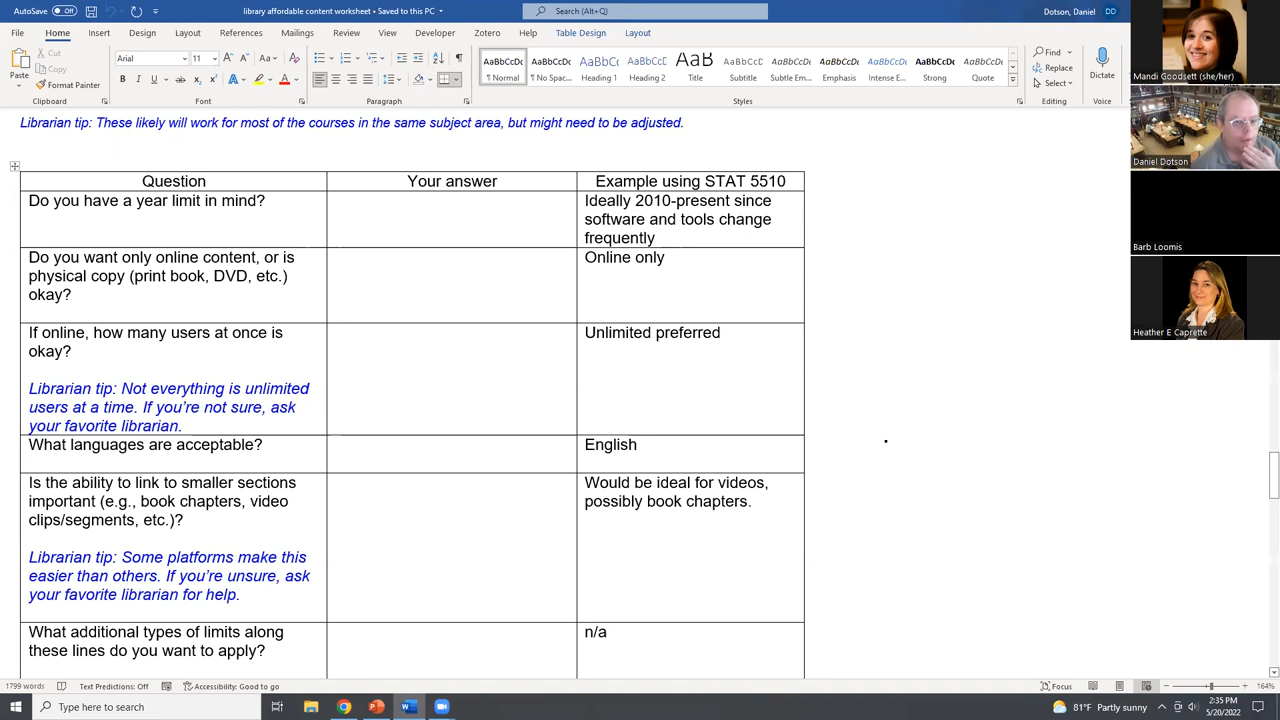 AutoSave Off library affordable content worksheet • Saved to this PC Search (Alt+Q) Dotson, Daniel DD
File Home Insert Draw Design Layout References Mailings Review View Developer Zotero Help Table Design Layout
Paste Cut Copy Format Painter Clipboard
Arial 11 Font
Paragraph
AaBbCcDc ¶ Normal
AaBbCcDc ¶ No Spac...
AaBbCc Heading 1
AaBbCcD Heading 2
AaB Title
AaBbCcD Subtitle
AaBbCcDc Subtle Em...
AaBbCcDc Emphasis
AaBbCcDc Intense E...
AaBbCcDc Strong
AaBbCcDc Quote
Styles
Find Replace Select Editing
Dictate Voice
Mandi Goodsett (she/her)
Daniel Dotson
Barb Loomis
Heather E Caprette
Librarian tip: These likely will work for most of the courses in the same subject area, but might need to be adjusted.
Question Your answer Example using STAT 5510
Do you have a year limit in mind?
Ideally 2010-present since
software and tools change
frequently
Do you want only online content, or is
physical copy (print book, DVD, etc.)
okay?
Online only
If online, how many users at once is
okay?
Librarian tip: Not everything is unlimited
users at a time. If you’re not sure, ask
your favorite librarian.
Unlimited preferred
What languages are acceptable?
English
Is the ability to link to smaller sections
important (e.g., book chapters, video
clips/segments, etc.)?
Librarian tip: Some platforms make this
easier than others. If you’re unsure, ask
your favorite librarian for help.
Would be ideal for videos,
possibly book chapters.
What additional types of limits along
these lines do you want to apply?
n/a
1799 words Text Predictions: Off Accessibility: Good to go Focus 164%
Type here to search 81°F Partly sunny 2:35 PM
5/20/2022